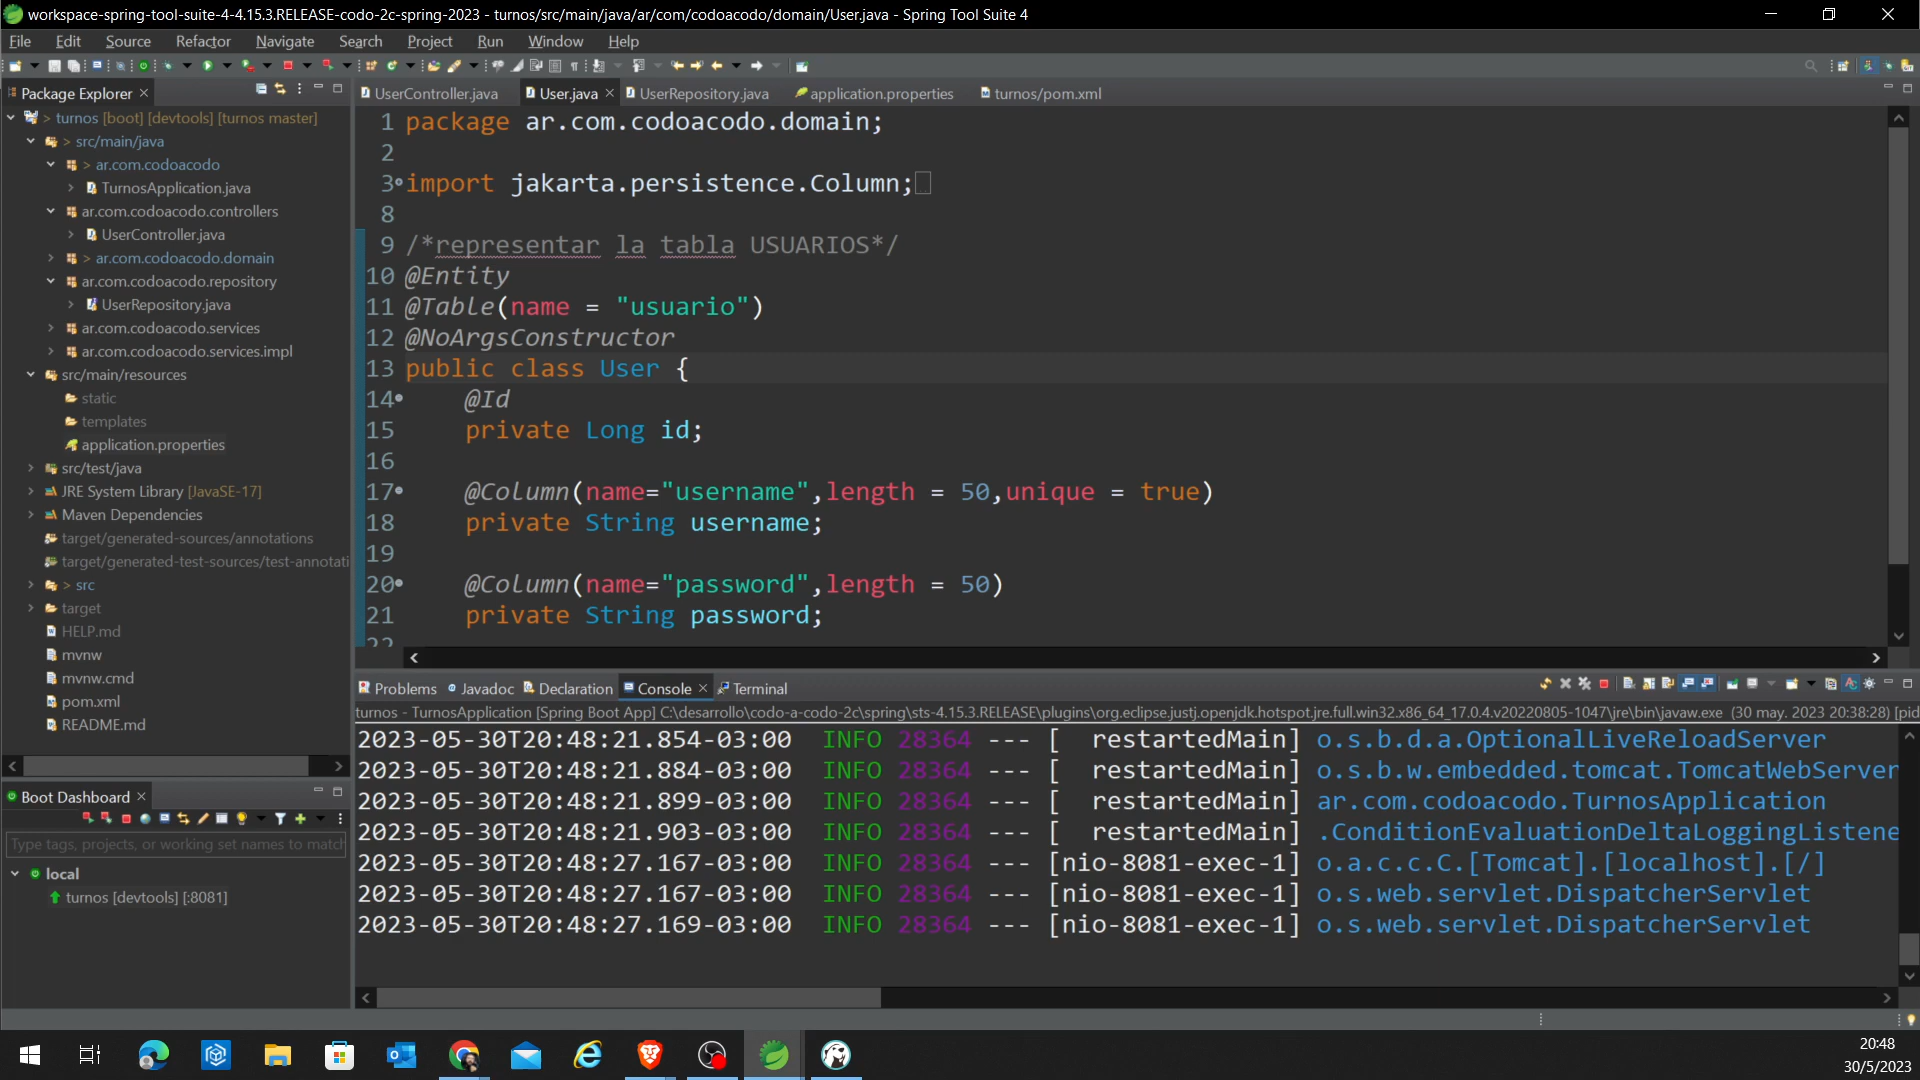 workspace-spring-tool-suite-4-4.15.3.RELEASE-codo-2c-spring-2023 - turnos/src/main/java/ar/com/codoacodo/domain/User.java - Spring Tool Suite 4
File Edit Source Refactor Navigate Search Project Run Window Help
Package Explorer
> turnos [boot] [devtools] [turnos master]
> src/main/java
> ar.com.codoacodo
TurnosApplication.java
ar.com.codoacodo.controllers
UserController.java
> ar.com.codoacodo.domain
ar.com.codoacodo.repository
UserRepository.java
ar.com.codoacodo.services
ar.com.codoacodo.services.impl
src/main/resources
static
templates
application.properties
src/test/java
JRE System Library [JavaSE-17]
Maven Dependencies
target/generated-sources/annotations
target/generated-test-sources/test-annotati
> src
target
HELP.md
mvnw
mvnw.cmd
pom.xml
README.md
Boot Dashboard
Type tags, projects, or working set names to match
local
turnos [devtools] [:8081]
UserController.java User.java UserRepository.java application.properties turnos/pom.xml
1 package ar.com.codoacodo.domain;
2
3 import jakarta.persistence.Column;
8
9 /*representar la tabla USUARIOS*/
10 @Entity
11 @Table(name = "usuario")
12 @NoArgsConstructor
13 public class User {
14 @Id
15 private Long id;
16
17 @Column(name="username",length = 50,unique = true)
18 private String username;
19
20 @Column(name="password",length = 50)
21 private String password;
22
Problems Javadoc Declaration Console Terminal
turnos - TurnosApplication [Spring Boot App] C:\desarrollo\codo-a-codo-2c\spring\sts-4.15.3.RELEASE\plugins\org.eclipse.justj.openjdk.hotspot.jre.full.win32.x86_64_17.0.4.v20220805-1047\jre\bin\javaw.exe (30 may. 2023 20:38:28) [pid
2023-05-30T20:48:21.854-03:00 INFO 28364 --- [ restartedMain] o.s.b.d.a.OptionalLiveReloadServer
2023-05-30T20:48:21.884-03:00 INFO 28364 --- [ restartedMain] o.s.b.w.embedded.tomcat.TomcatWebServer
2023-05-30T20:48:21.899-03:00 INFO 28364 --- [ restartedMain] ar.com.codoacodo.TurnosApplication
2023-05-30T20:48:21.903-03:00 INFO 28364 --- [ restartedMain] .ConditionEvaluationDeltaLoggingListene
2023-05-30T20:48:27.167-03:00 INFO 28364 --- [nio-8081-exec-1] o.a.c.c.C.[Tomcat].[localhost].[/]
2023-05-30T20:48:27.167-03:00 INFO 28364 --- [nio-8081-exec-1] o.s.web.servlet.DispatcherServlet
2023-05-30T20:48:27.169-03:00 INFO 28364 --- [nio-8081-exec-1] o.s.web.servlet.DispatcherServlet
20:48
30/5/2023